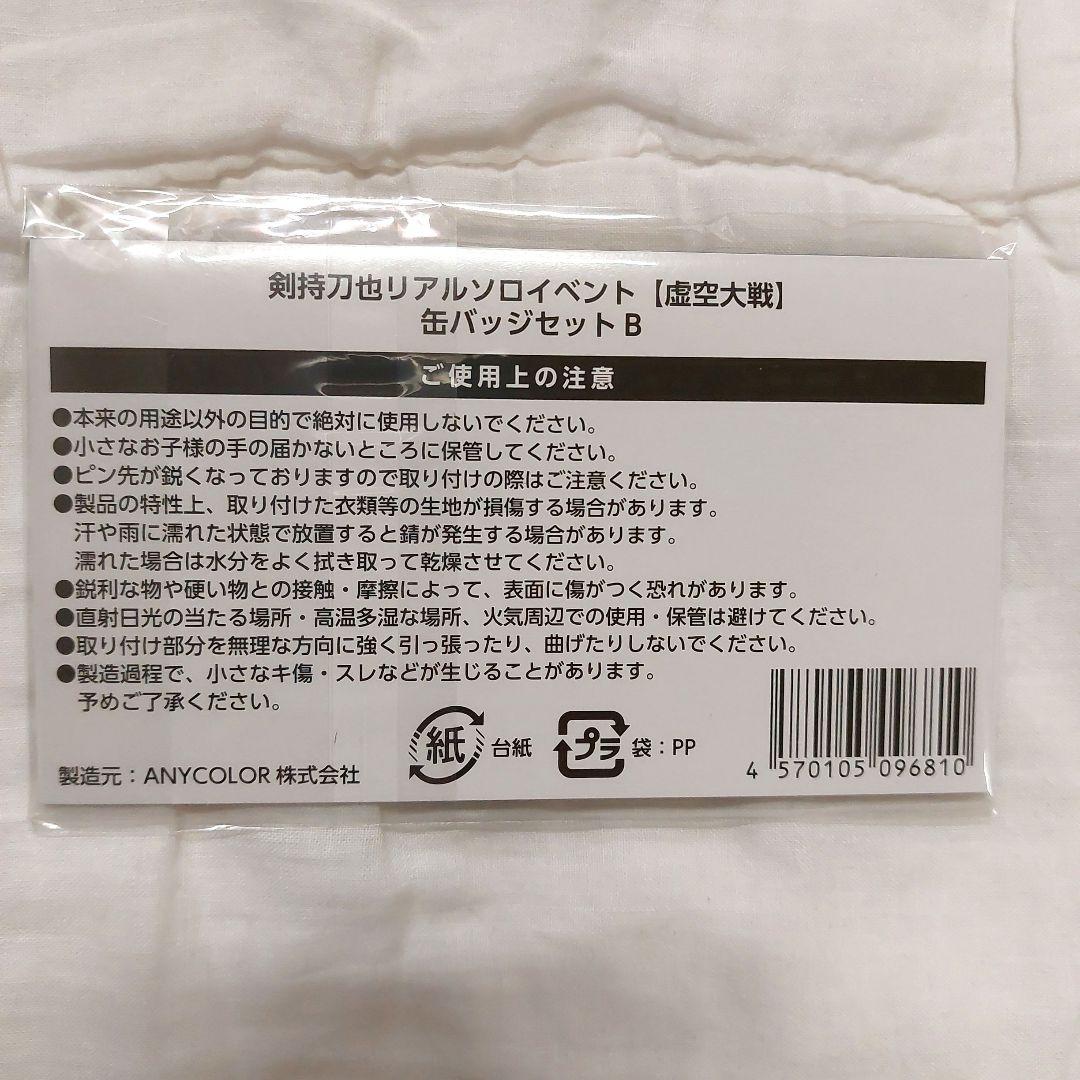 剣持刀也リアルソロイベント【虚空大戦】
缶バッジセットB
ご使用上の注意
●本来の用途以外の目的で絶対に使用しないでください。
●小さなお子様の手の届かないところに保管してください。
●ピン先が鋭くなっておりますので取り付けの際はご注意ください。
●製品の特性上、取り付けた衣類等の生地が損傷する場合があります。
汗や雨に濡れた状態で放置すると錆が発生する場合があります。
濡れた場合は水分をよく拭き取って乾燥させてください。
●鋭利な物や硬い物との接触・摩擦によって、表面に傷がつく恐れがあります。
●直射日光の当たる場所・高温多湿な場所、火気周辺での使用・保管は避けてください。
●取り付け部分を無理な方向に強く引っ張ったり、曲げたりしないでください。
●製造過程で、小さなキ傷・スレなどが生じることがあります。
予めご了承ください。
紙 台紙 プラ 袋：PP
製造元：ANYCOLOR株式会社
4 570105 096810